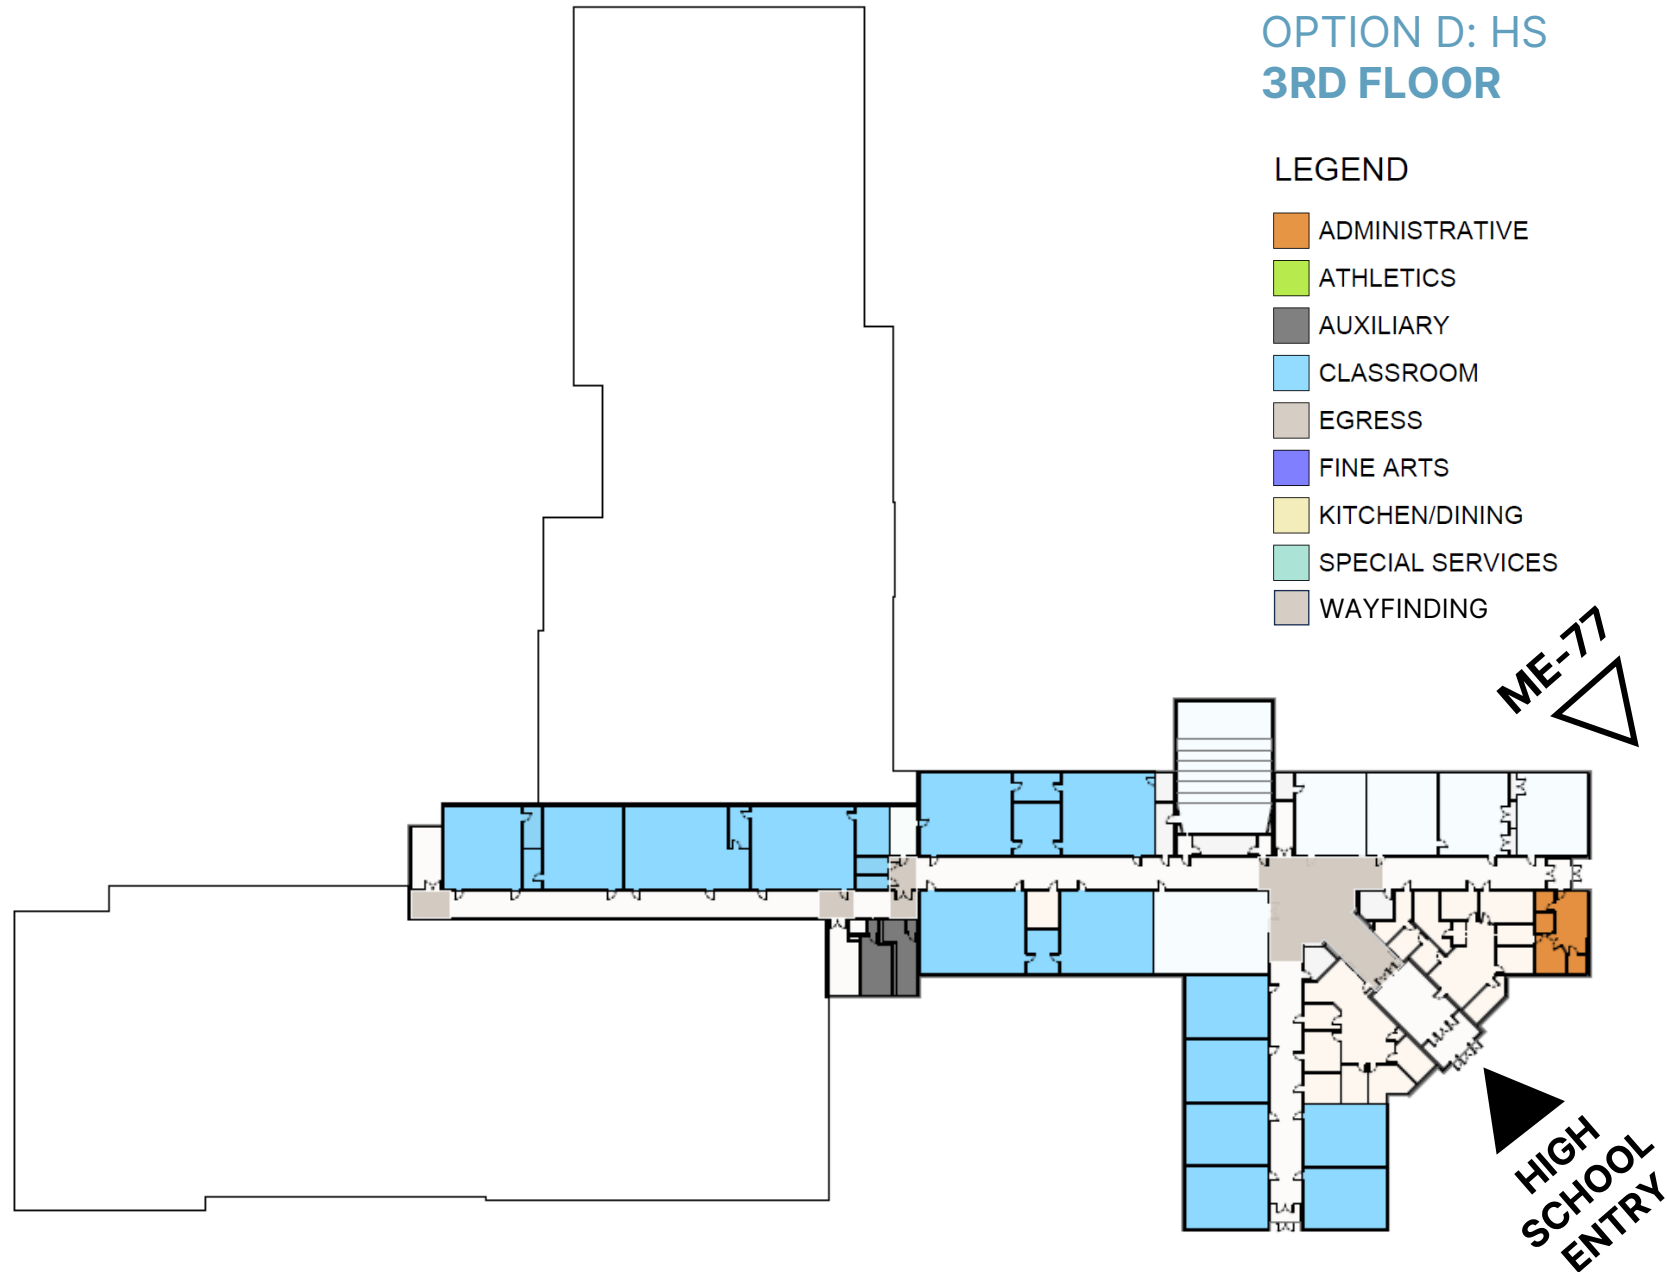 OPTION D: HS
3RD FLOOR
LEGEND
ADMINISTRATIVE
ATHLETICS
AUXILIARY
CLASSROOM
EGRESS
FINE ARTS
KITCHEN/DINING
SPECIAL SERVICES
WAYFINDING
ME-77
HIGH
SCHOOL
ENTRY